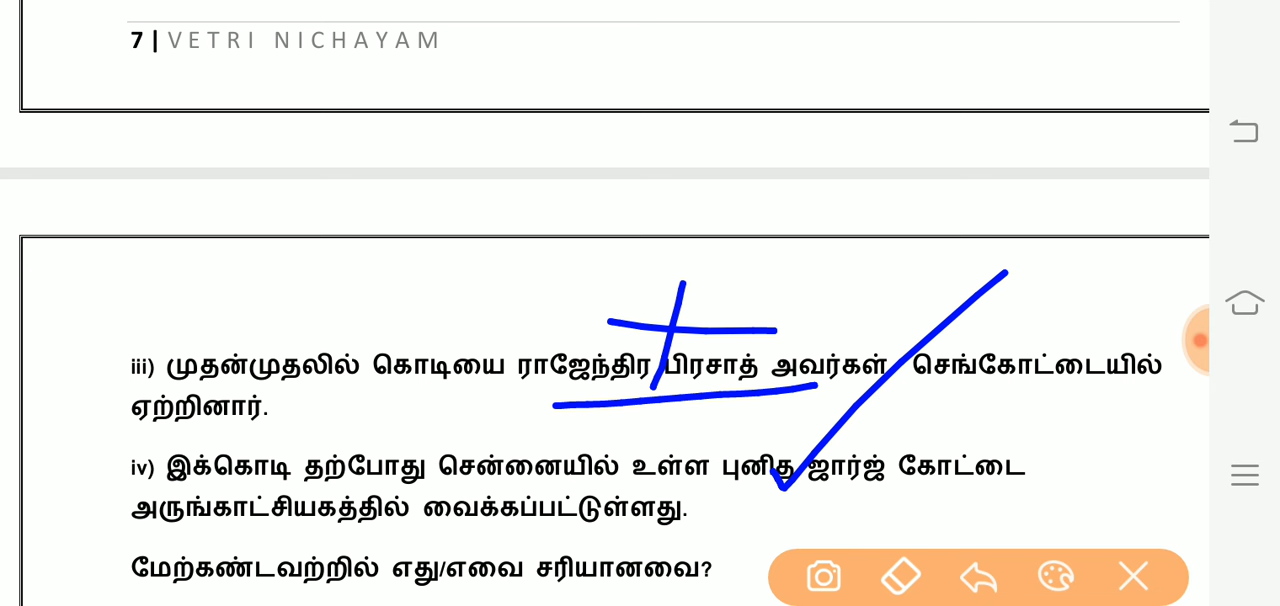 7 | VETRI NICHAYAM
iii) முதன்முதலில் கொடியை ராஜேந்திர பிரசாத் அவர்கள் செங்கோட்டையில்
ஏற்றினார்.
iv) இக்கொடி தற்போது சென்னையில் உள்ள புனித ஜார்ஜ் கோட்டை
அருங்காட்சியகத்தில் வைக்கப்பட்டுள்ளது.
மேற்கண்டவற்றில் எது/எவை சரியானவை?